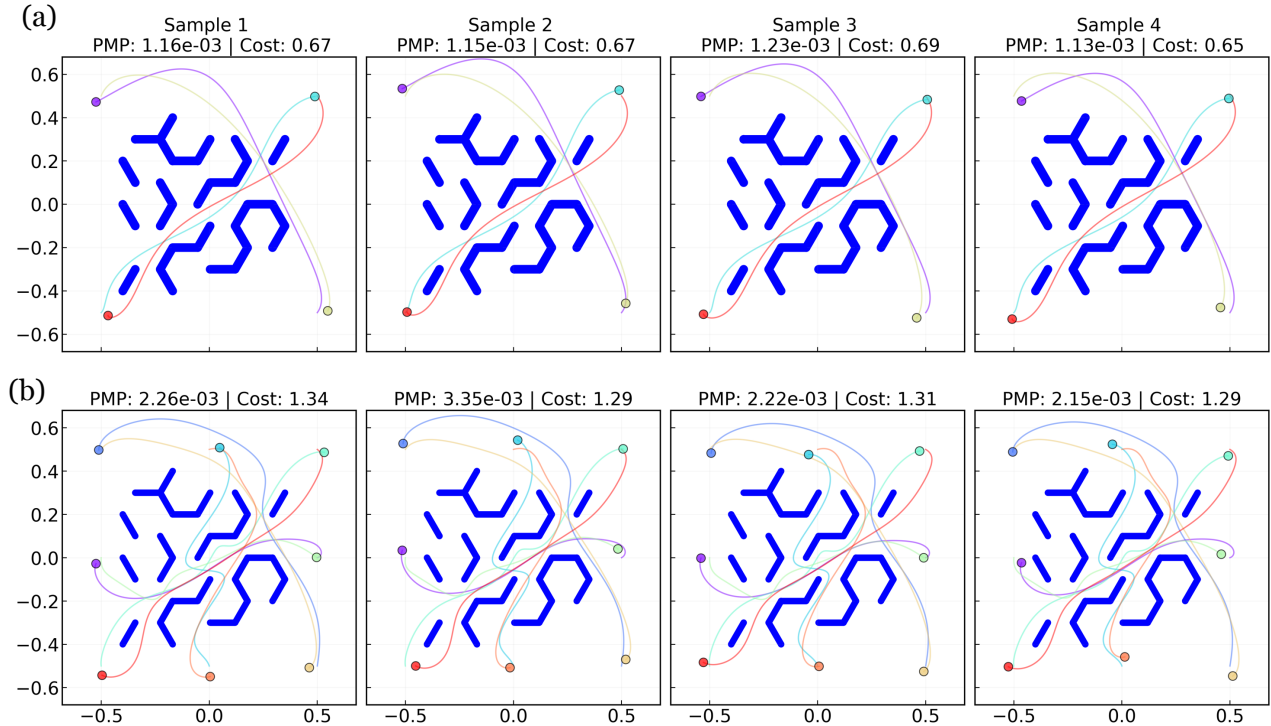 (a)
Sample 1 Sample 2 Sample 3 Sample 4
PMP: 1.16e-03 | Cost: 0.67 PMP: 1.15e-03 | Cost: 0.67 PMP: 1.23e-03 | Cost: 0.69 PMP: 1.13e-03 | Cost: 0.65
0.6
0.4
0.2
0.0
−0.2
−0.4
−0.6
(b)
PMP: 2.26e-03 | Cost: 1.34 PMP: 3.35e-03 | Cost: 1.29 PMP: 2.22e-03 | Cost: 1.31 PMP: 2.15e-03 | Cost: 1.29
0.6
0.4
0.2
0.0
−0.2
−0.4
−0.6
−0.5 0.0 0.5 −0.5 0.0 0.5 −0.5 0.0 0.5 −0.5 0.0 0.5